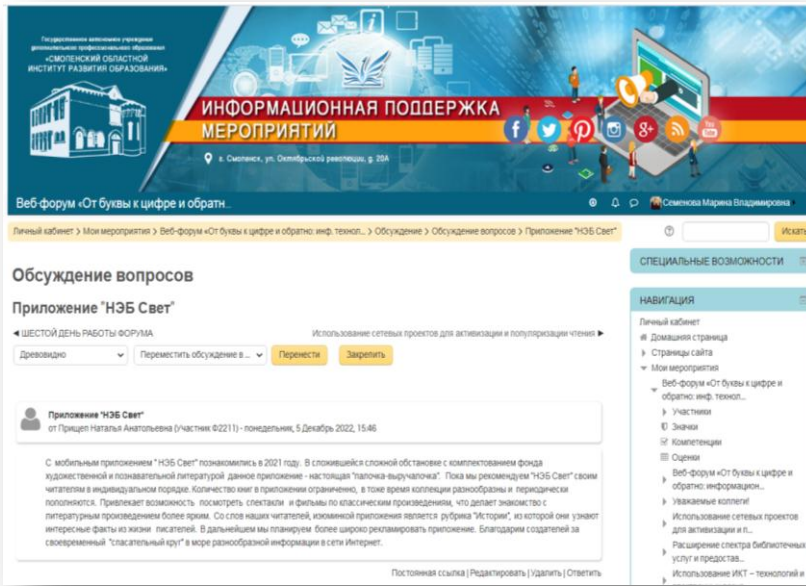 Государственное автономное учреждение
дополнительного профессионального образования
«СМОЛЕНСКИЙ ОБЛАСТНОЙ
ИНСТИТУТ РАЗВИТИЯ ОБРАЗОВАНИЯ»
ИНФОРМАЦИОННАЯ ПОДДЕРЖКА
МЕРОПРИЯТИЙ
г. Смоленск, ул. Октябрьской революции, д. 20А
Веб-форум «От буквы к цифре и обратн...
Семенова Марина Владимировна
Личный кабинет > Мои мероприятия > Веб-форум «От буквы к цифре и обратно: инф. технол... > Обсуждение > Обсуждение вопросов > Приложение "НЭБ Свет"
Искать
Обсуждение вопросов
Приложение "НЭБ Свет"
◄ ШЕСТОЙ ДЕНЬ РАБОТЫ ФОРУМА
Использование сетевых проектов для активизации и популяризации чтения ►
Древовидно
Переместить обсуждение в ...
Перенести
Закрепить
Приложение "НЭБ Свет"
от Прищеп Наталья Анатольевна (Участник Ф2211) - понедельник, 5 Декабрь 2022, 15:46
С мобильным приложением " НЭБ Свет" познакомились в 2021 году. В сложившейся сложной обстановке с комплектованием фонда
художественной и познавательной литературой данное приложение - настоящая "палочка-выручалочка". Пока мы рекомендуем "НЭБ Свет" своим
читателям в индивидуальном порядке. Количество книг в приложении ограниченно, в тоже время коллекции разнообразны и периодически
пополняются. Привлекает возможность посмотреть спектакли и фильмы по классическим произведениям, что делает знакомство с
литературным произведением более ярким. Со слов наших читателей, изюминкой приложения является рубрика "Истории", из которой они узнают
интересные факты из жизни писателей. В дальнейшем мы планируем более широко рекламировать приложение. Благодарим создателей за
своевременный "спасательный круг" в море разнообразной информации в сети Интернет.
Постоянная ссылка | Редактировать | Удалить | Ответить
СПЕЦИАЛЬНЫЕ ВОЗМОЖНОСТИ
НАВИГАЦИЯ
Личный кабинет
Домашняя страница
Страницы сайта
Мои мероприятия
Веб-форум «От буквы к цифре и
обратно: инф. технол...
Участники
Значки
Компетенции
Оценки
Веб-форум «От буквы к цифре и
обратно: информацион...
Уважаемые коллеги!
Использование сетевых проектов
для активизации и п...
Расширение спектра библиотечных
услуг и предостав...
Использование ИКТ – технологий и